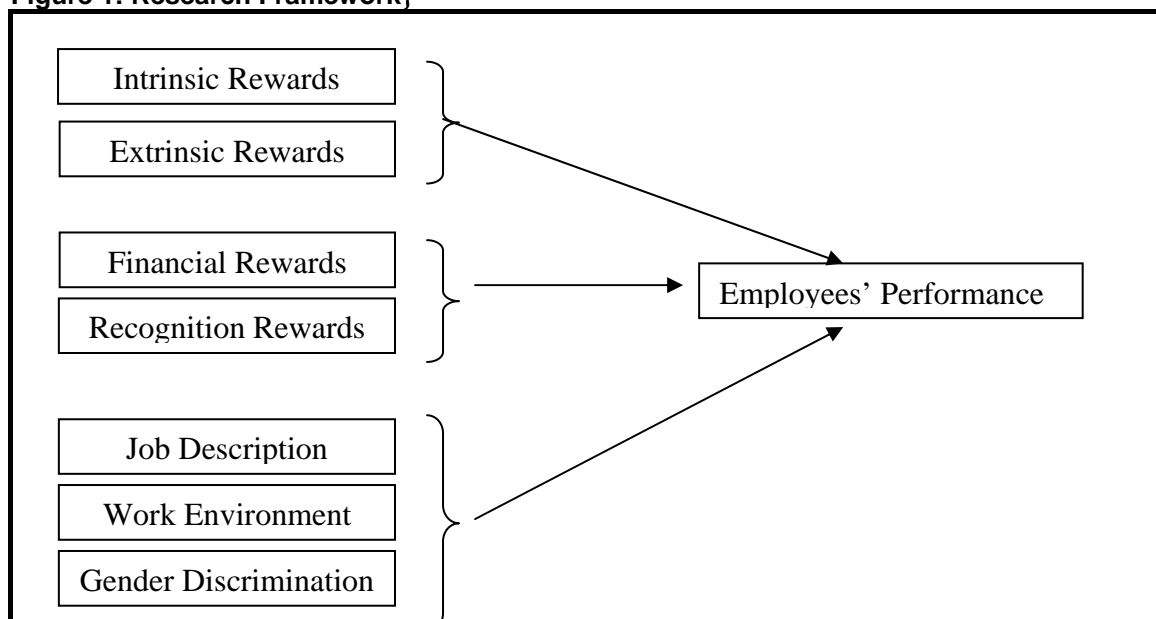 Figure 1: Research Framework
Intrinsic Rewards
Extrinsic Rewards
Financial Rewards
Recognition Rewards
Employees’ Performance
Job Description
Work Environment
Gender Discrimination